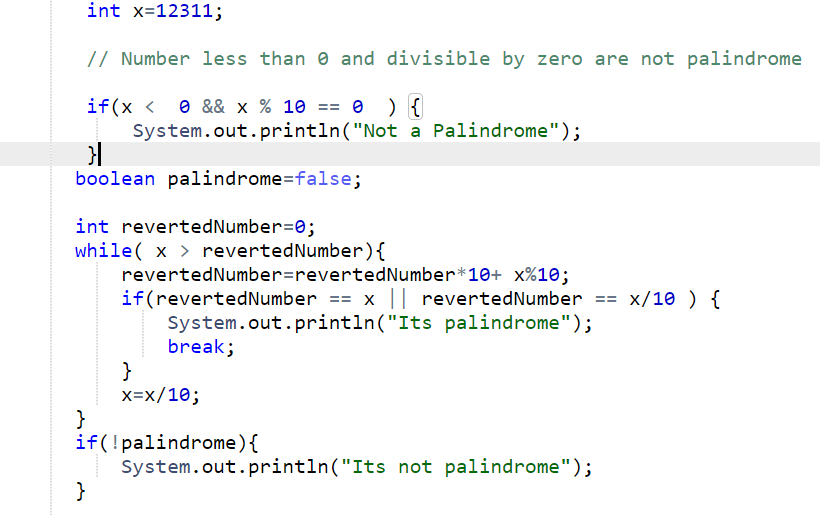 int x=12311;
// Number less than 0 and divisible by zero are not palindrome
if(x <  0 && x % 10 == 0  ) {
System.out.println("Not a Palindrome");
}
boolean palindrome=false;
int revertedNumber=0;
while( x > revertedNumber){
revertedNumber=revertedNumber*10+ x%10;
if(revertedNumber == x || revertedNumber == x/10 ) {
System.out.println("Its palindrome");
break;
}
x=x/10;
}
if(!palindrome){
System.out.println("Its not palindrome");
}